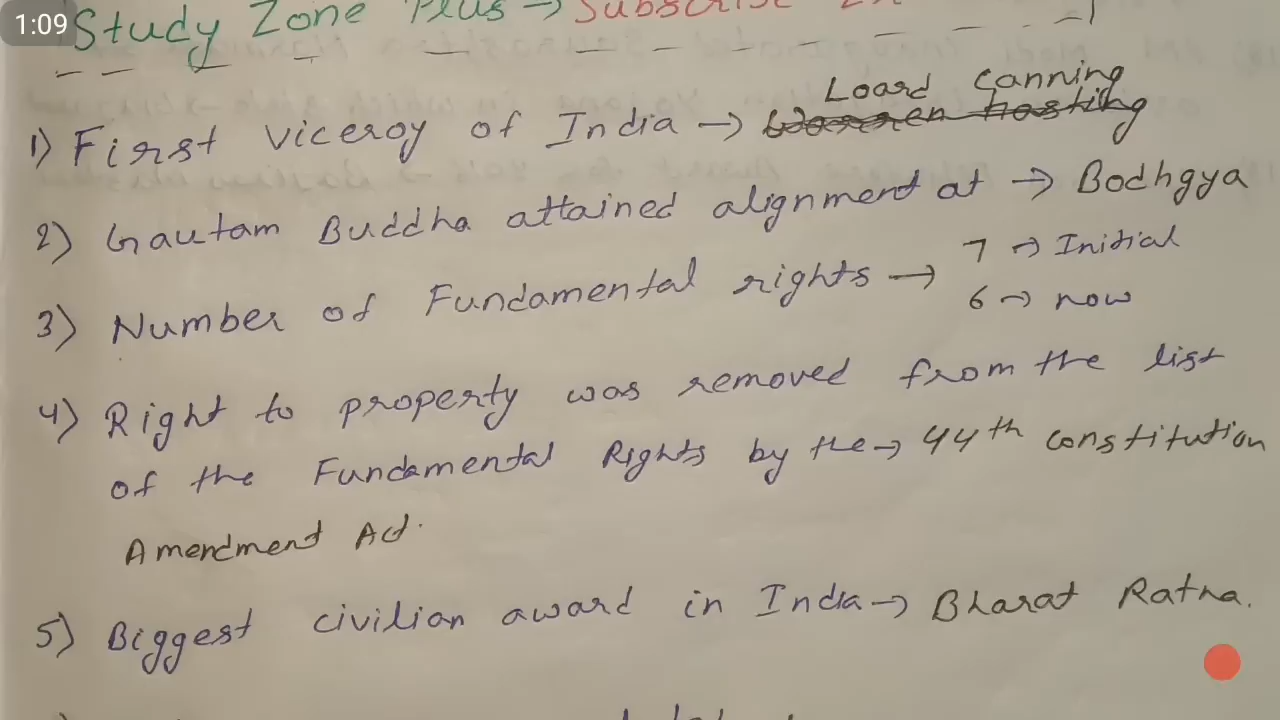 1:09
Study Zone Plus → Subscribe
Loard Canning
1) First viceroy of India → Warren hasting
2) Gautam Buddha attained alignment at → Bodhgya
3) Number of Fundamental rights → 7 → Initial
6 → now
4) Right to property was removed from the list
of the Fundamental Rights by the → 44th constitution
Amendment Act.
5) Biggest civilian award in India → Bharat Ratna.